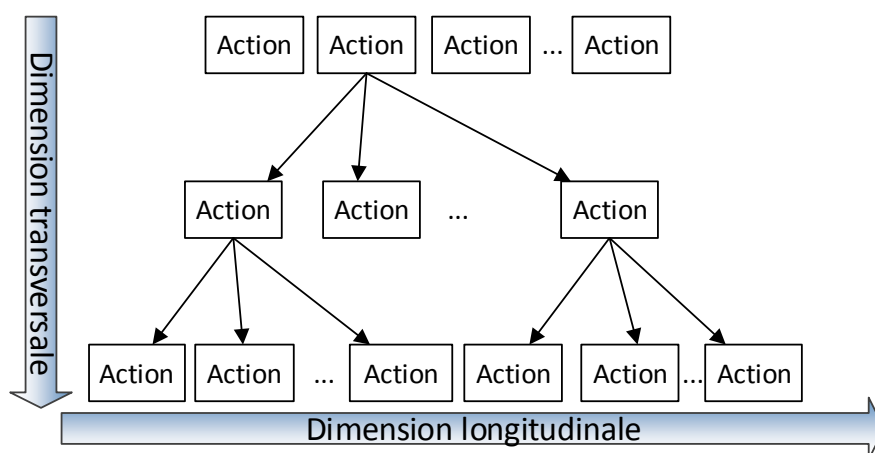 Dimension transversale
Action Action Action ... Action
Action Action ... Action
Action Action ... Action Action Action ... Action
Dimension longitudinale